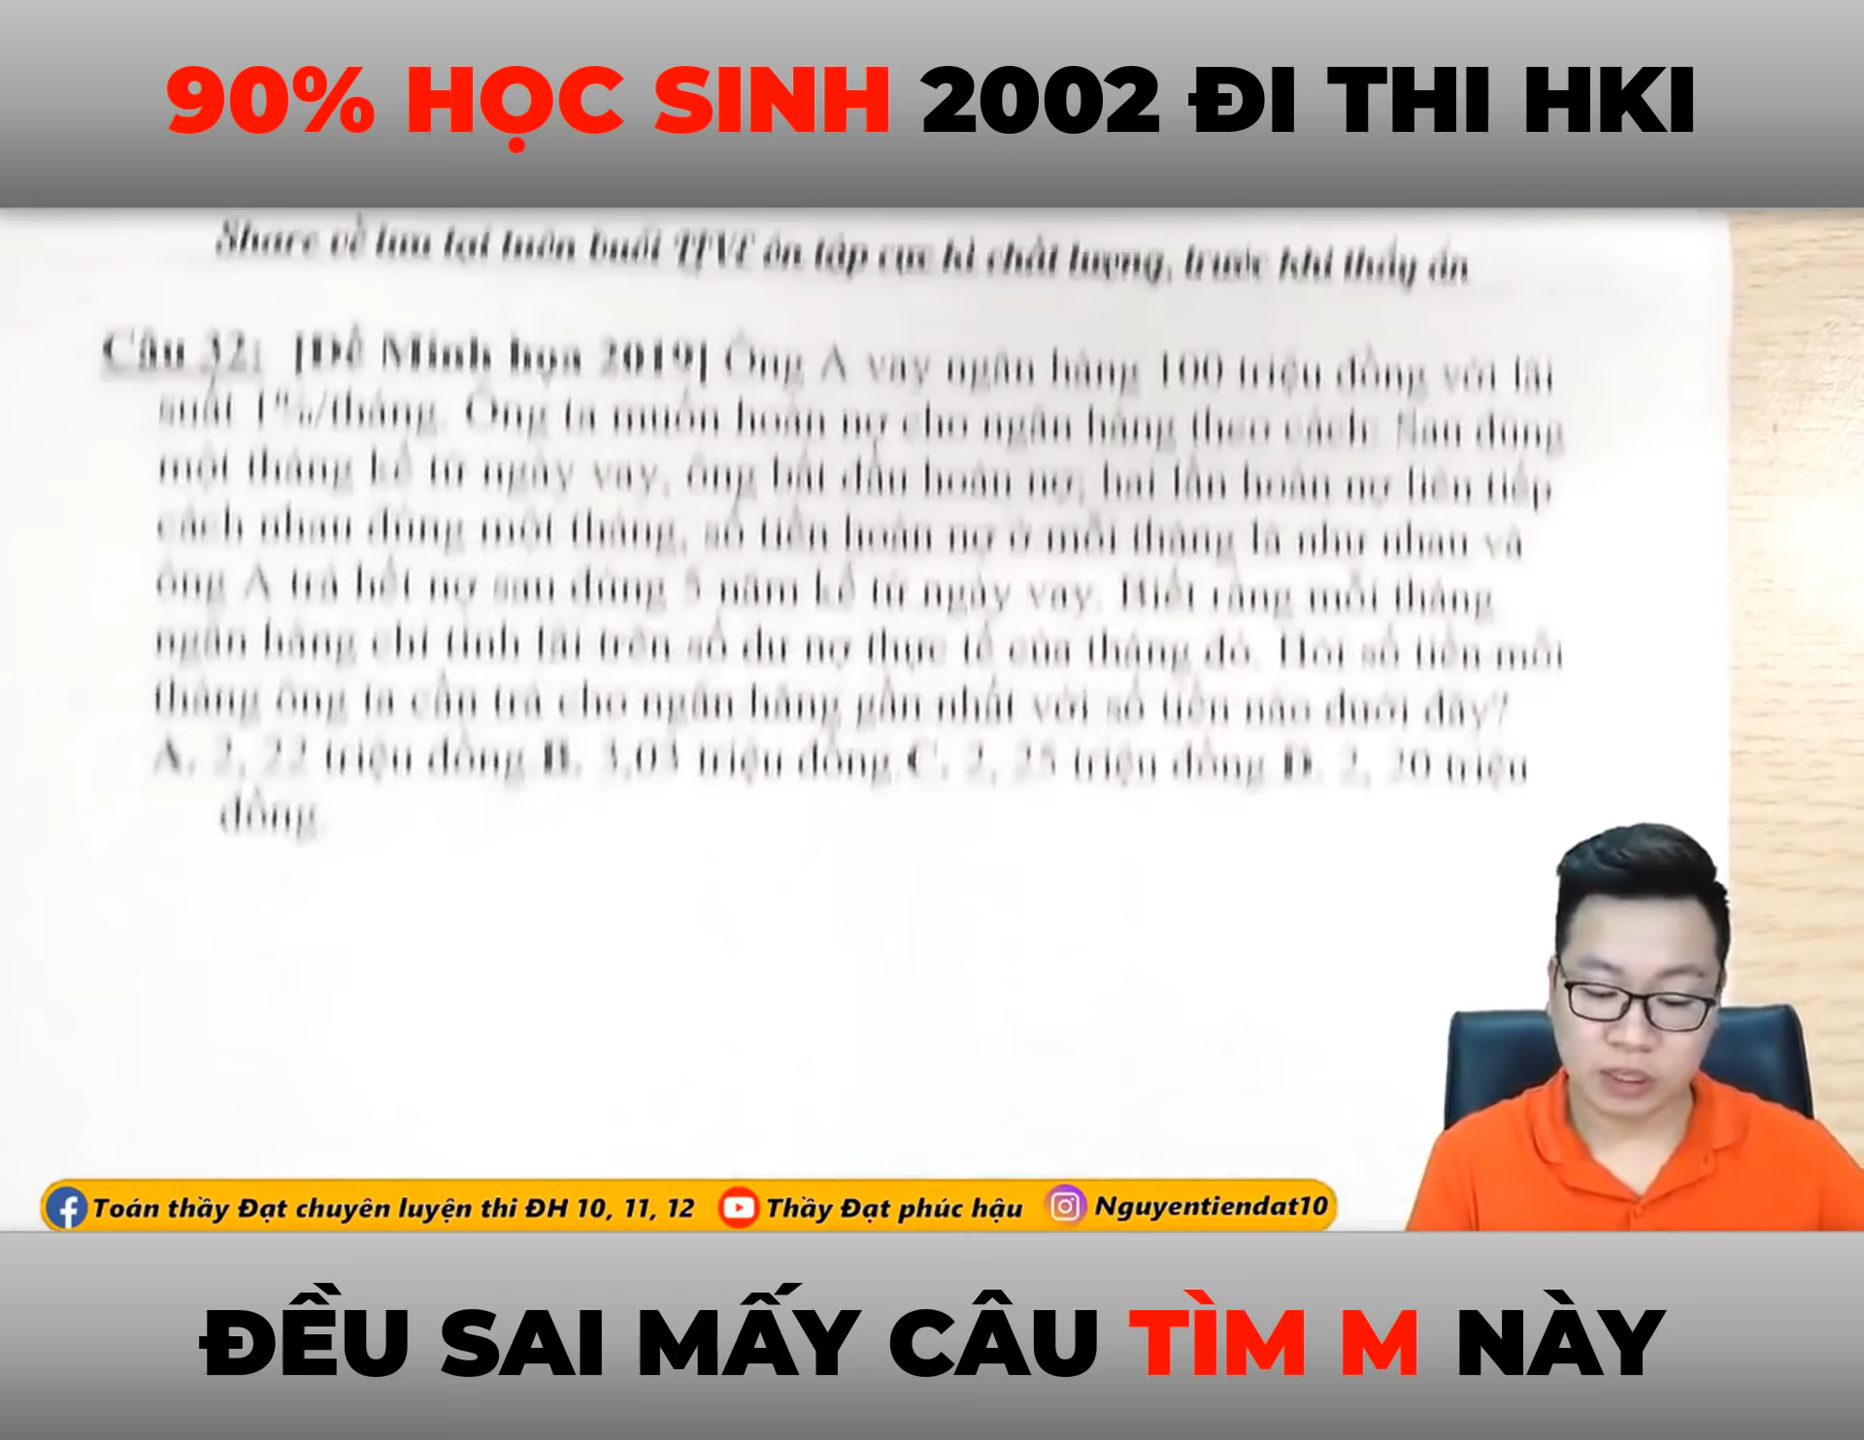 90% HỌC SINH 2002 ĐI THI HKI
Share về lưu lại luôn buổi ôn tập cực kì chất lượng, trước khi thầy ẩn
Câu 32: [Đề Minh họa 2019] Ông A vay ngân hàng 100 triệu đồng với lãi
suất 1%/tháng. Ông ta muốn hoàn nợ cho ngân hàng theo cách: Sau đúng
một tháng kể từ ngày vay, ông bắt đầu hoàn nợ; hai lần hoàn nợ liên tiếp
cách nhau đúng một tháng, số tiền hoàn nợ ở mỗi tháng là như nhau và
ông A trả hết nợ sau đúng 5 năm kể từ ngày vay. Biết rằng mỗi tháng
ngân hàng chỉ tính lãi trên số dư nợ thực tế của tháng đó. Hỏi số tiền mỗi
tháng ông ta cần trả cho ngân hàng gần nhất với số tiền nào dưới đây?
A. 2, 22 triệu đồng. B. 3,03 triệu đồng. C. 2, 25 triệu đồng. D. 2, 20 triệu
đồng.
Toán thầy Đạt chuyên luyện thi ĐH 10, 11, 12 Thầy Đạt phúc hậu Nguyentiendat10
ĐỀU SAI MẤY CÂU TÌM M NÀY